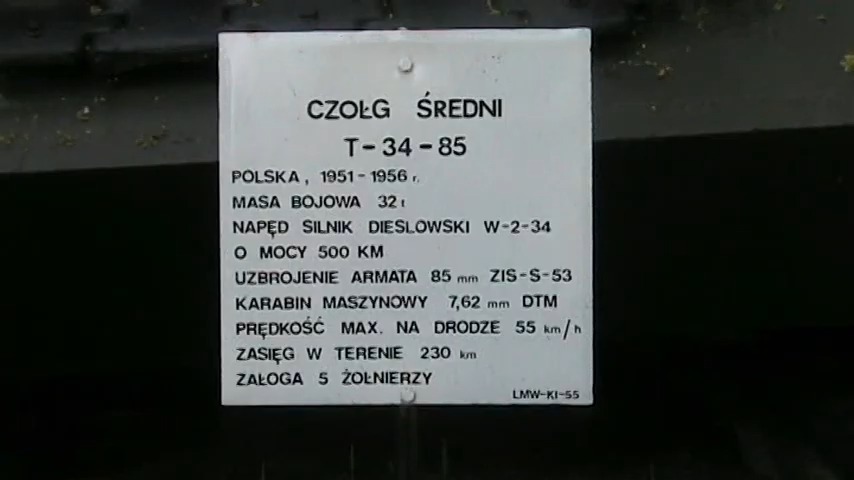 CZOŁG ŚREDNI
T-34-85
POLSKA, 1951-1956 r.
MASA BOJOWA 32 t
NAPĘD SILNIK DIESLOWSKI W-2-34
O MOCY 500 KM
UZBROJENIE ARMATA 85 mm ZIS-S-53
KARABIN MASZYNOWY 7,62 mm DTM
PRĘDKOŚĆ MAX. NA DRODZE 55 km/h
ZASIĘG W TERENIE 230 km
ZAŁOGA 5 ŻOŁNIERZY
LMW-KI-55